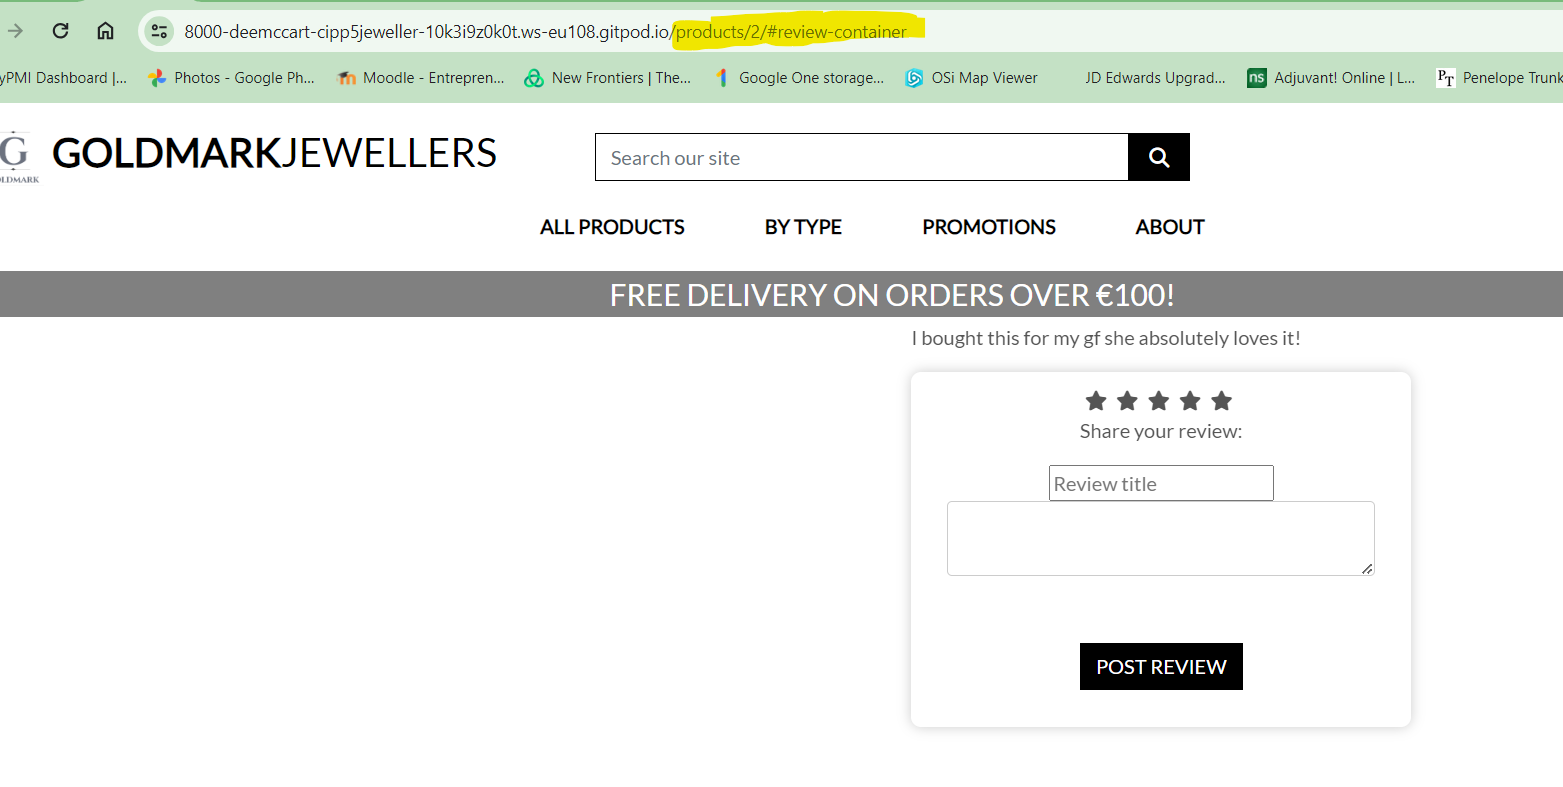 8000-deemccart-cipp5jeweller-10k3i9z0k0t.ws-eu108.gitpod.io/products/2/#review-container
yPMI Dashboard |... Photos - Google Ph... Moodle - Entrepren... New Frontiers | The... Google One storage... OSi Map Viewer JD Edwards Upgrad... ns Adjuvant! Online | L... PT Penelope Trunk
G
OLDMARK
GOLDMARKJEWELLERS
Search our site
ALL PRODUCTS BY TYPE PROMOTIONS ABOUT
FREE DELIVERY ON ORDERS OVER €100!
I bought this for my gf she absolutely loves it!
Share your review:
Review title
POST REVIEW